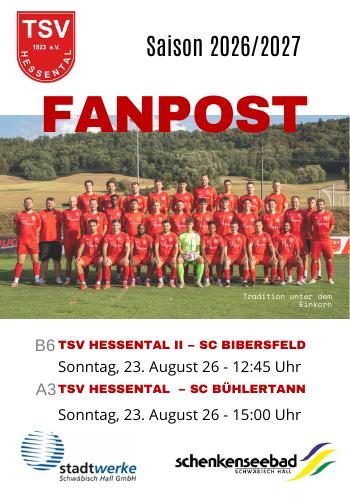 TSV
1923 e.V.
HESSENTAL
Saison 2026/2027
FANPOST
Tradition unter dem
Einkorn
B6 TSV HESSENTAL II – SC BIBERSFELD
Sonntag, 23. August 26 - 12:45 Uhr
A3 TSV HESSENTAL – SC BÜHLERTANN
Sonntag, 23. August 26 - 15:00 Uhr
stadtwerke
Schwäbisch Hall GmbH
schenkenseebad
SCHWÄBISCH HALL